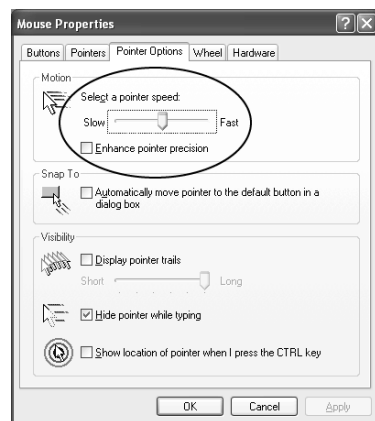 Mouse Properties
Buttons Pointers Pointer Options Wheel Hardware
Motion
Select a pointer speed:
Slow Fast
Enhance pointer precision
Snap To
Automatically move pointer to the default button in a
dialog box
Visibility
Display pointer trails
Short Long
Hide pointer while typing
Show location of pointer when I press the CTRL key
OK Cancel Apply